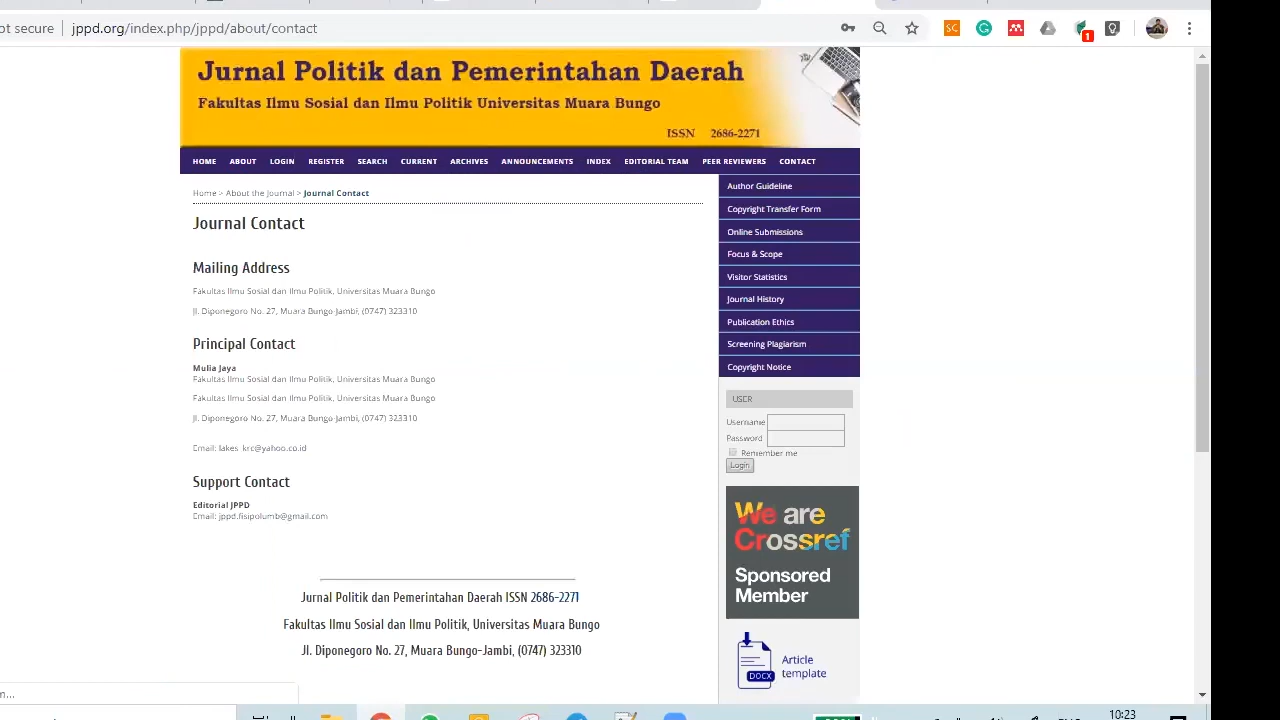 ot secure
jppd.org/index.php/jppd/about/contact
SC
1
Jurnal Politik dan Pemerintahan Daerah
Fakultas Ilmu Sosial dan Ilmu Politik Universitas Muara Bungo
ISSN 2686-2271
HOME ABOUT LOGIN REGISTER SEARCH CURRENT ARCHIVES ANNOUNCEMENTS INDEX EDITORIAL TEAM PEER REVIEWERS CONTACT
Home > About the Journal > Journal Contact
Journal Contact
Mailing Address
Fakultas Ilmu Sosial dan Ilmu Politik, Universitas Muara Bungo
Jl. Diponegoro No. 27, Muara Bungo-Jambi, (0747) 323310
Principal Contact
Mulia Jaya
Fakultas Ilmu Sosial dan Ilmu Politik, Universitas Muara Bungo
Fakultas Ilmu Sosial dan Ilmu Politik, Universitas Muara Bungo
Jl. Diponegoro No. 27, Muara Bungo-Jambi, (0747) 323310
Email: lakes_krc@yahoo.co.id
Support Contact
Editorial JPPD
Email: jppd.fisipolumb@gmail.com
Jurnal Politik dan Pemerintahan Daerah ISSN 2686-2271
Fakultas Ilmu Sosial dan Ilmu Politik, Universitas Muara Bungo
Jl. Diponegoro No. 27, Muara Bungo-Jambi, (0747) 323310
Author Guideline
Copyright Transfer Form
Online Submissions
Focus & Scope
Visitor Statistics
Journal History
Publication Ethics
Screening Plagiarism
Copyright Notice
USER
Username
Password
Remember me
Login
We are
Crossref
Sponsored
Member
Article
template
DOCX
n...
10:23